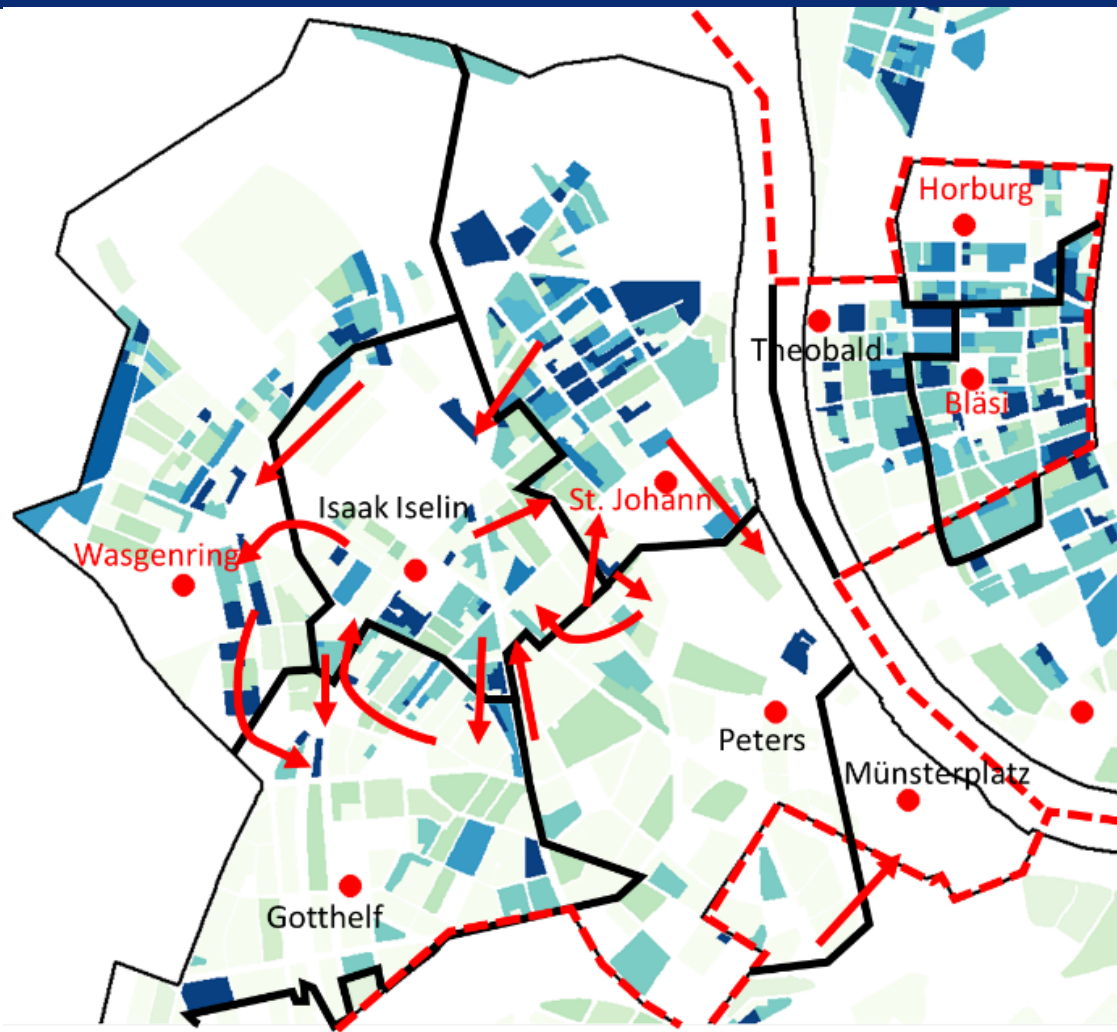 Horburg
Theobald
Bläsi
Isaak Iselin
St. Johann
Wasgenring
Peters
Münsterplatz
Gotthelf